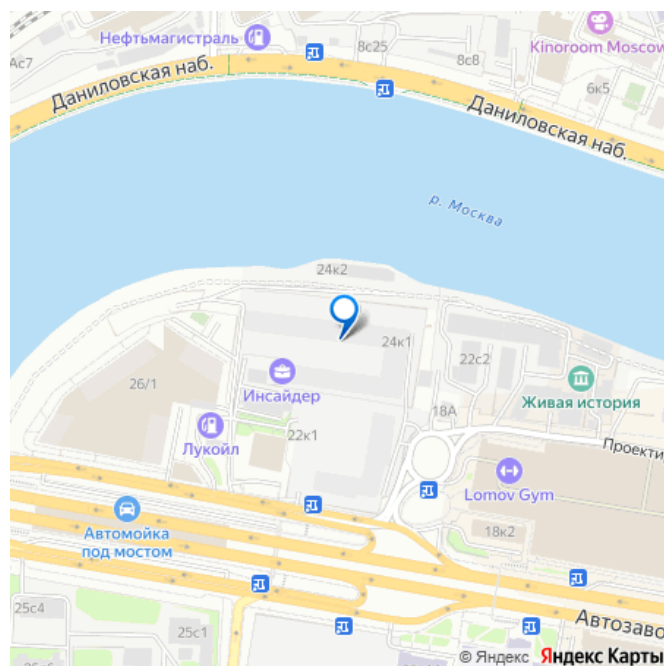 Нефтьмагистраль
8с25
Kinoroom Moscow
Ас7
8с8
6к5
Даниловская наб.
Даниловская наб.
р. Москва
24к2
24к1
22с2
26/1
Инсайдер
Живая история
18А
Лукойл
22к1
Проекти
Lomov Gym
Автомойка
под мостом
18к2
25с4
25с1
Автозаво
© Яндекс Яндекс Карты